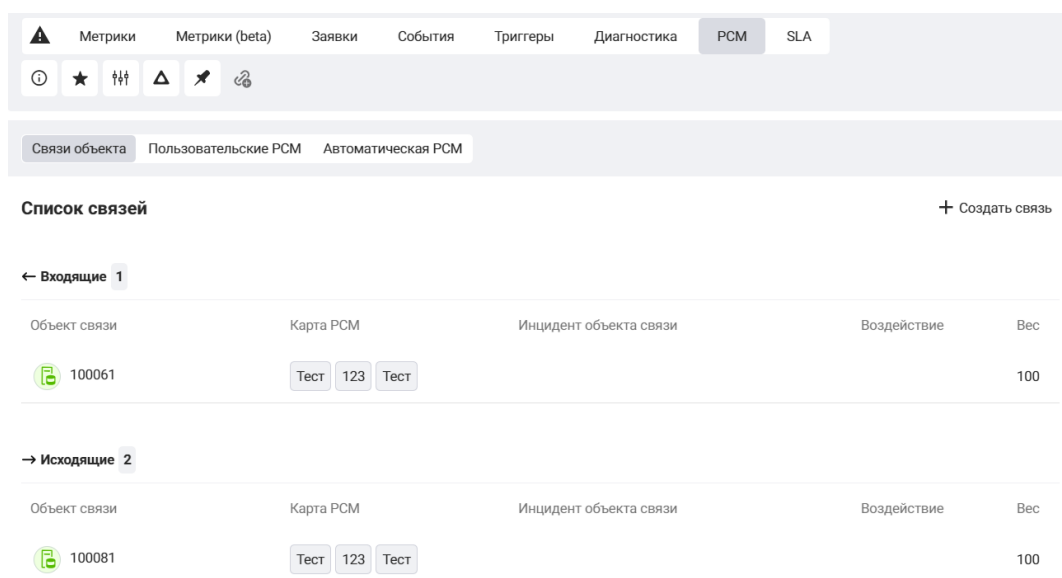 Метрики Метрики (beta) Заявки События Триггеры Диагностика РСМ SLA
Связи объекта Пользовательские РСМ Автоматическая РСМ
Список связей + Создать связь
← Входящие 1
Объект связи Карта РСМ Инцидент объекта связи Воздействие Вес
100061 Тест 123 Тест 100
→ Исходящие 2
Объект связи Карта РСМ Инцидент объекта связи Воздействие Вес
100081 Тест 123 Тест 100